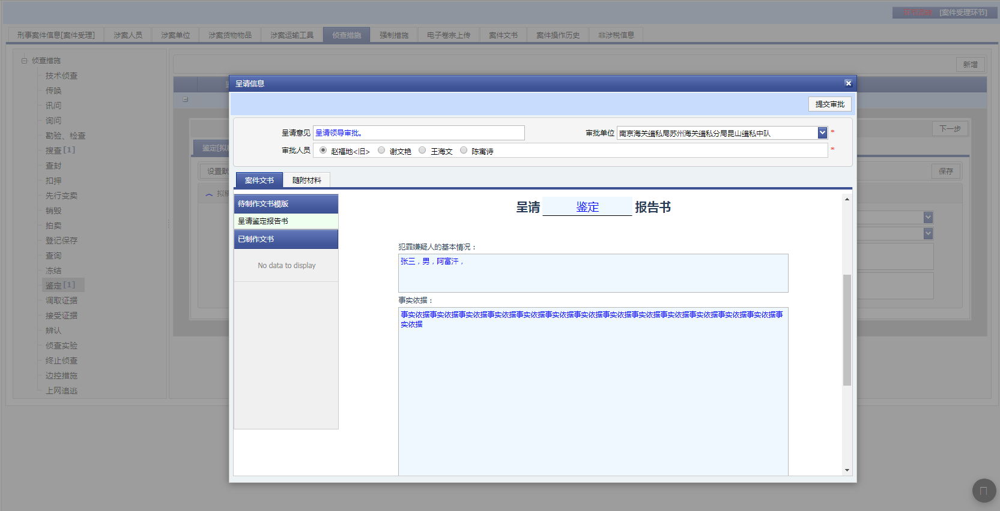 [案件受理环节]
刑事案件信息[案件受理] 涉案人员 涉案单位 涉案货物物品 涉案运输工具 侦查措施 强制措施 电子卷宗上传 案件文书 案件操作历史 非涉税信息
侦查措施
技术侦查
传唤
讯问
询问
勘验、检查
搜查[1]
查封
扣押
先行变卖
销毁
拍卖
登记保存
查询
冻结
鉴定[1]
调取证据
接受证据
辨认
侦查实验
终止侦查
边控措施
上网追逃
新增
下一步
鉴定[拟
设置默
保存
呈请信息
提交审批
呈请意见 呈请领导审批。 审批单位 南京海关缉私局苏州海关缉私分局昆山缉私中队 *
审批人员 赵福地<旧> 谢文艳 王海文 陈寓诗 *
案件文书 随附材料
待制作文书模版
呈请鉴定报告书
已制作文书
No data to display
呈请 鉴定 报告书
犯罪嫌疑人的基本情况：
张三，男，阿富汗，
事实依据：
事实依据事实依据事实依据事实依据事实依据事实依据事实依据事实依据事实依据事实依据事实依据事实依据事实依据事
实依据